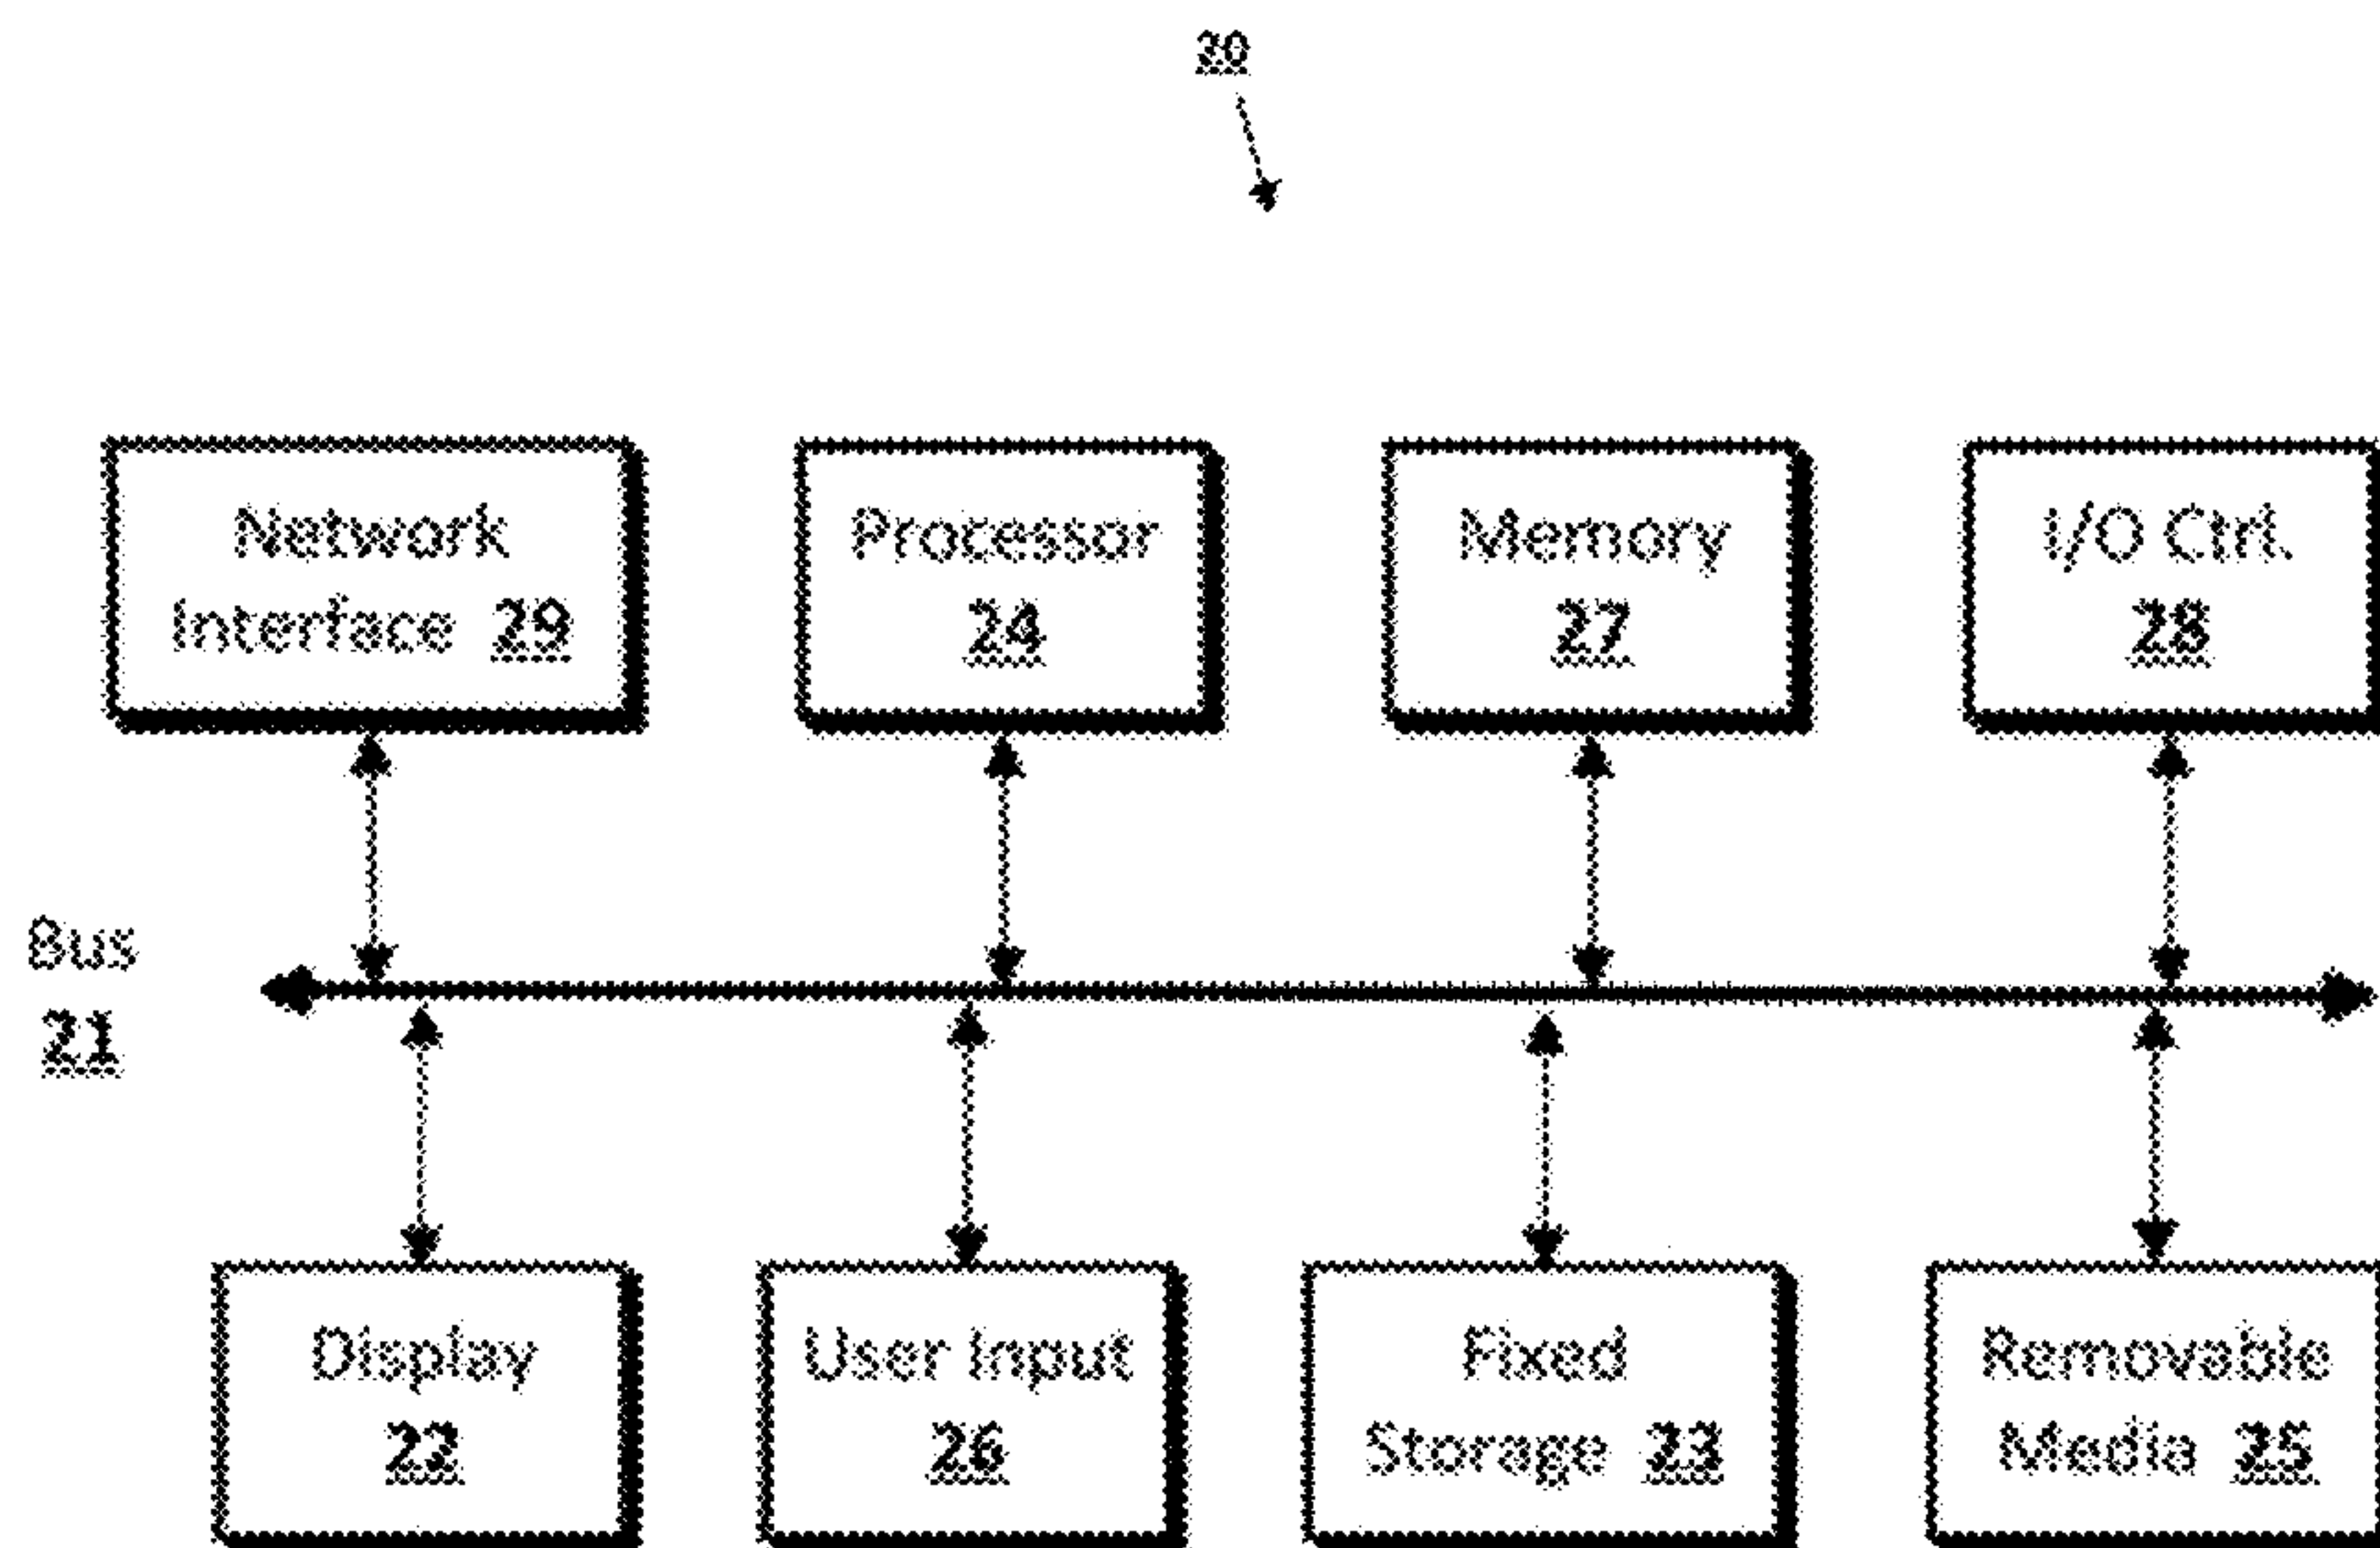 20
Network
Interface 29
Processor
24
Memory
27
I/O Ctrl.
28
Bus
21
Display
22
User Input
26
Fixed
Storage 23
Removable
Media 25